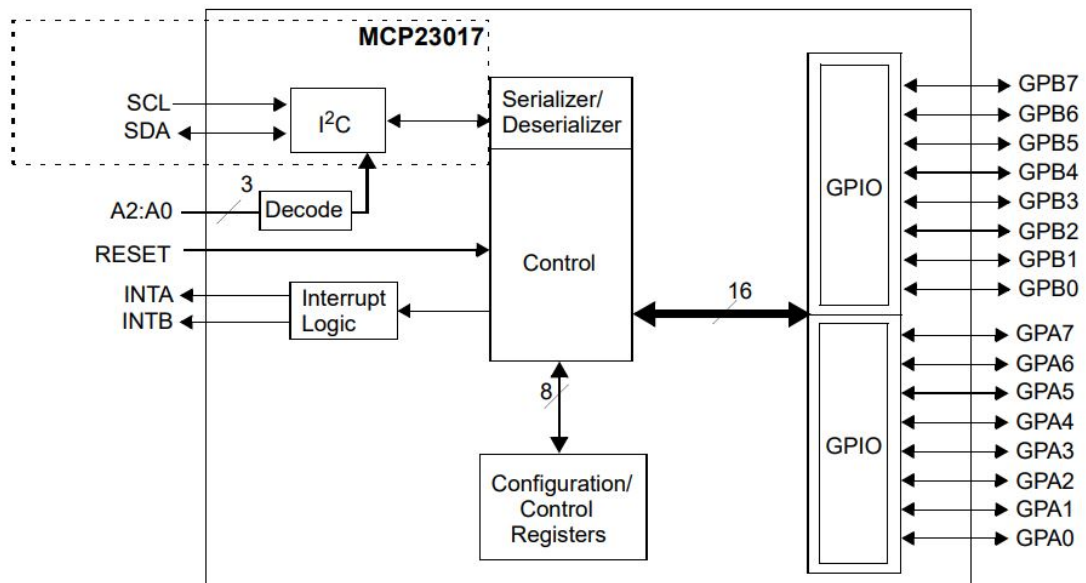 MCP23017
SCL
SDA
I²C
Serializer/
Deserializer
3
A2:A0
Decode
RESET
Control
INTA
INTB
Interrupt
Logic
16
8
Configuration/
Control
Registers
GPIO
GPB7
GPB6
GPB5
GPB4
GPB3
GPB2
GPB1
GPB0
GPIO
GPA7
GPA6
GPA5
GPA4
GPA3
GPA2
GPA1
GPA0